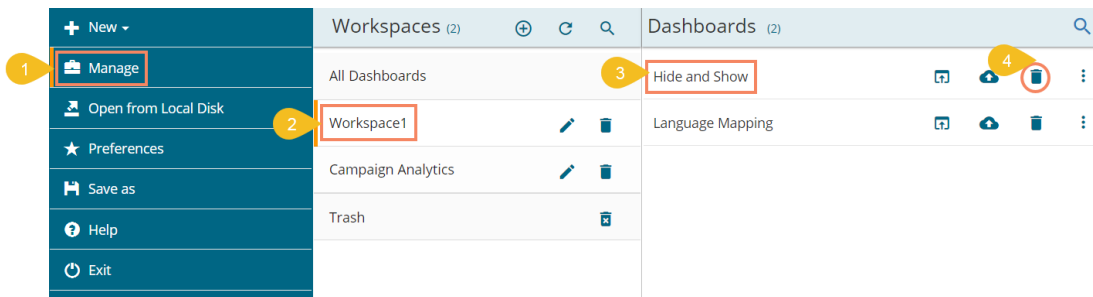 New
Manage
Open from Local Disk
Preferences
Save as
Help
Exit
1
Workspaces (2)
All Dashboards
Workspace1
Campaign Analytics
Trash
2
Dashboards (2)
Hide and Show
Language Mapping
3
4